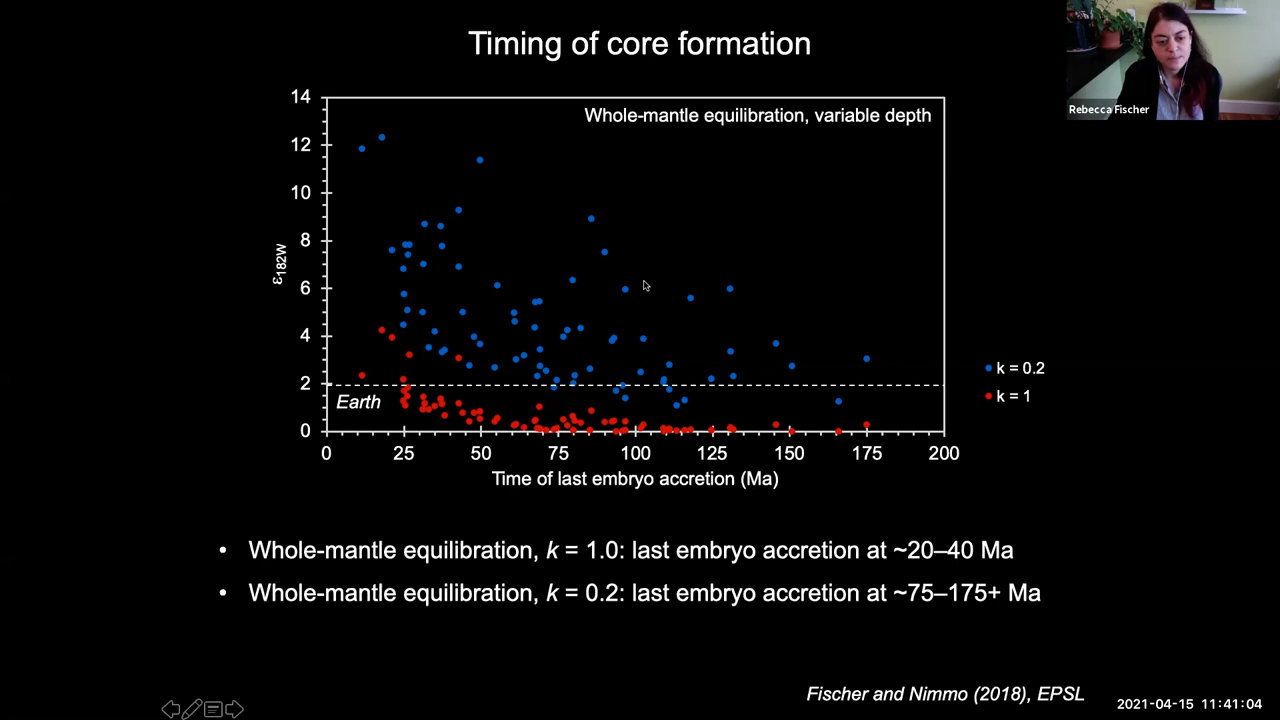 Timing of core formation
Rebecca Fischer
Whole-mantle equilibration, variable depth
14
12
10
8
6
4
2
0
ε182W
Earth
0 25 50 75 100 125 150 175 200
Time of last embryo accretion (Ma)
k = 0.2
k = 1
• Whole-mantle equilibration, k = 1.0: last embryo accretion at ~20–40 Ma
• Whole-mantle equilibration, k = 0.2: last embryo accretion at ~75–175+ Ma
Fischer and Nimmo (2018), EPSL
2021-04-15 11:41:04